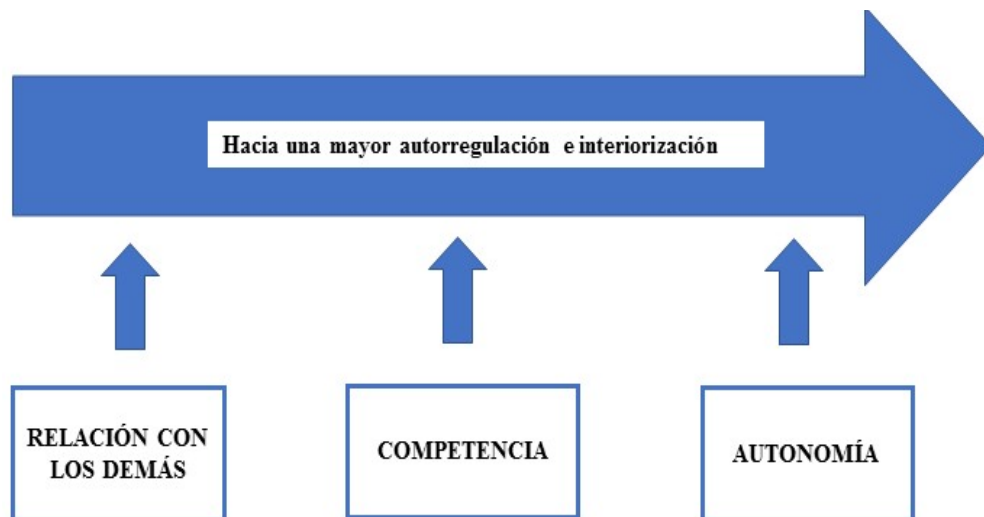 Hacia una mayor autorregulación e interiorización
RELACIÓN CON
LOS DEMÁS
COMPETENCIA
AUTONOMÍA